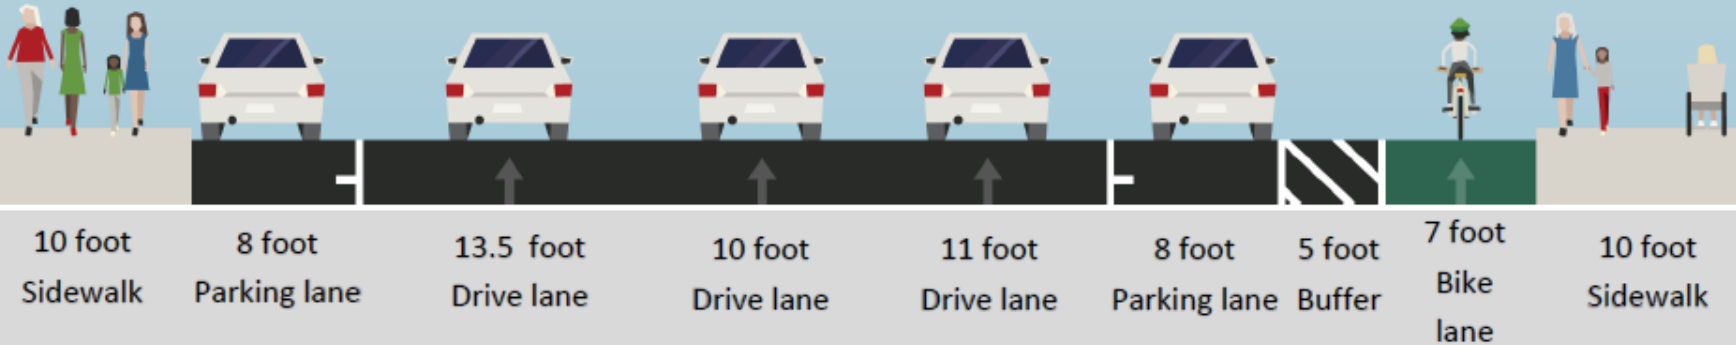 10 foot
Sidewalk
8 foot
Parking lane
13.5 foot
Drive lane
10 foot
Drive lane
11 foot
Drive lane
8 foot
Parking lane
5 foot
Buffer
7 foot
Bike
lane
10 foot
Sidewalk